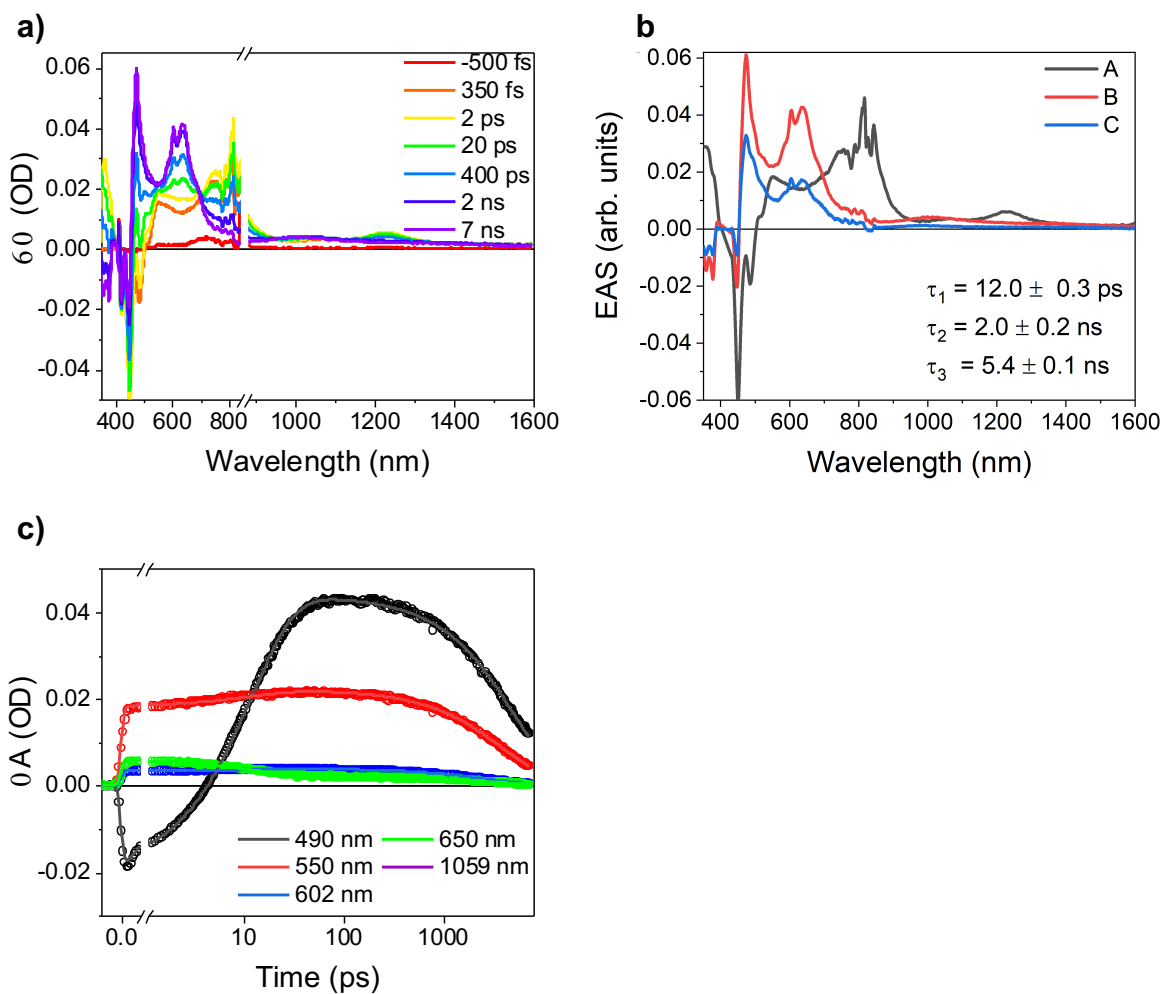 a)
0.06
0.04
0.02
0.00
-0.02
-0.04
60 (OD)
400 600 800 1000 1200 1400 1600
Wavelength (nm)
-500 fs
350 fs
2 ps
20 ps
400 ps
2 ns
7 ns
b)
0.06
0.04
0.02
0.00
-0.02
-0.04
-0.06
EAS (arb. units)
400 600 800 1000 1200 1400 1600
Wavelength (nm)
A
B
C
τ1 = 12.0 ± 0.3 ps
τ2 = 2.0 ± 0.2 ns
τ3 = 5.4 ± 0.1 ns
c)
0.04
0.02
0.00
-0.02
0A (OD)
0.0 10 100 1000
Time (ps)
490 nm 650 nm
550 nm 1059 nm
602 nm